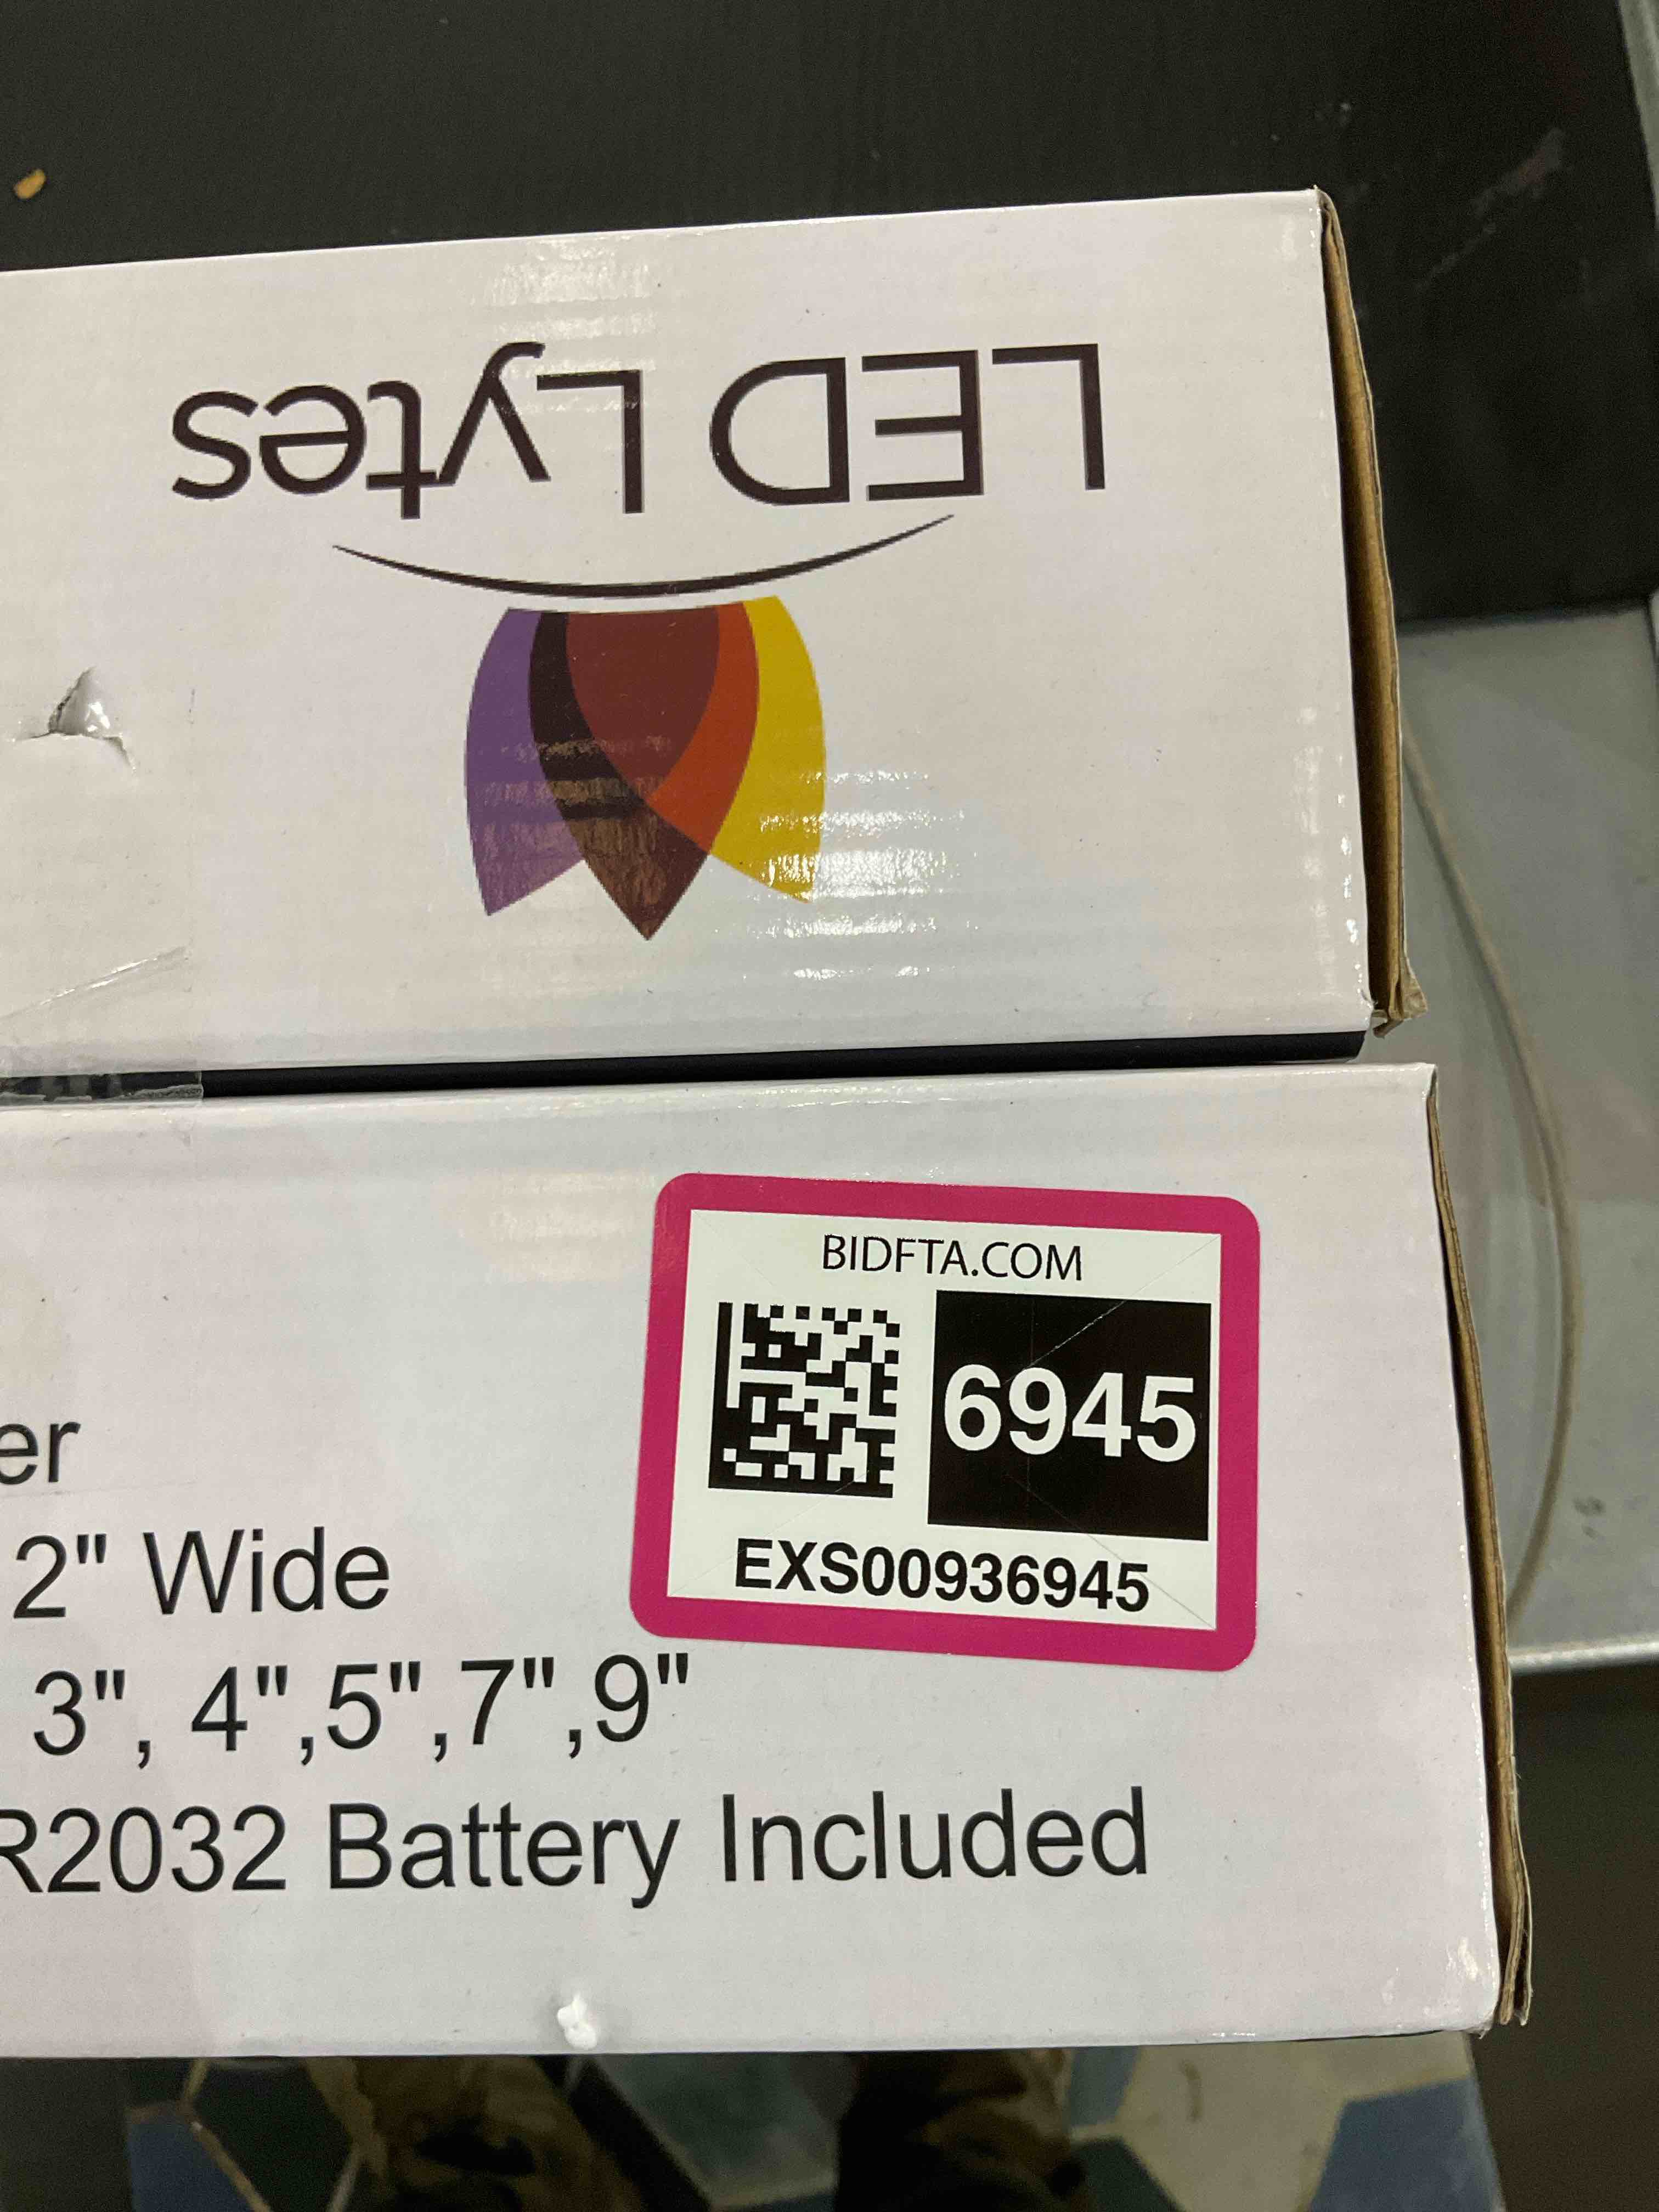 LED Lytes
BIDFTA.COM
6945
EXS00936945
er
2" Wide
3", 4",5",7",9"
R2032 Battery Included